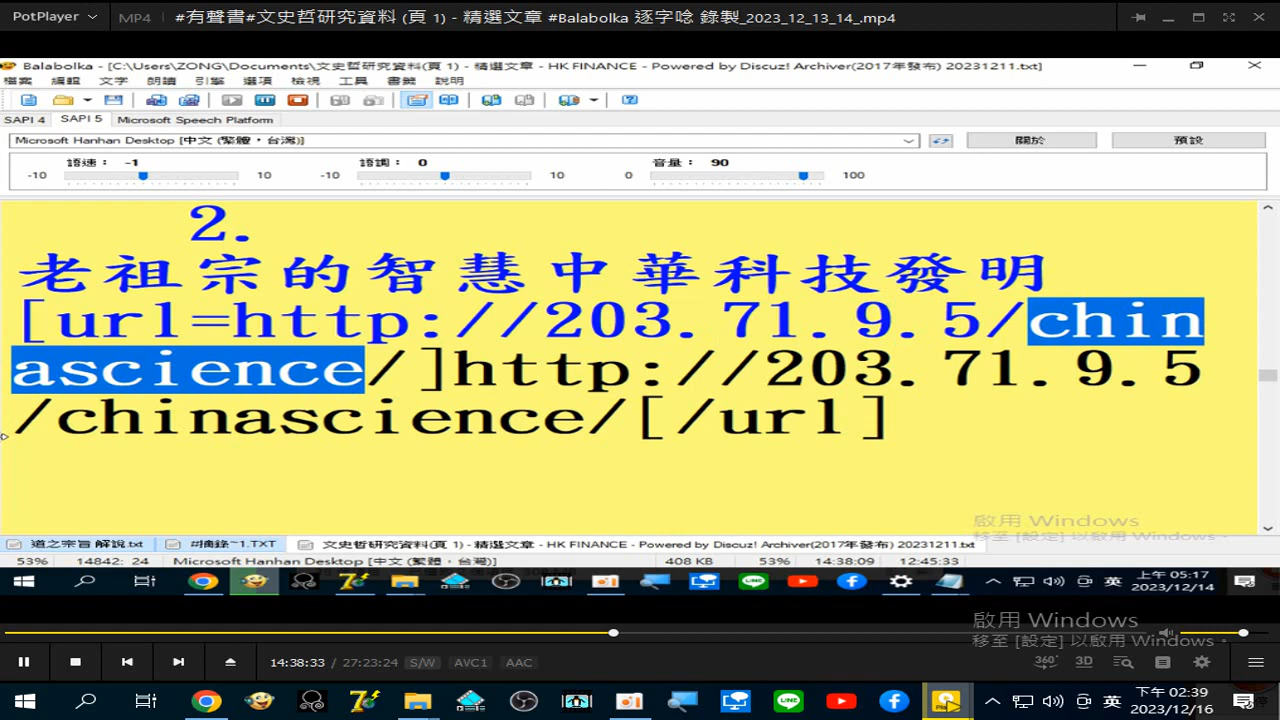 PotPlayer MP4 #有聲書#文史哲研究資料 (頁 1) - 精選文章 #Balabolka 逐字唸 錄製_2023_12_13_14_.mp4
Balabolka - [C:\Users\ZONG\Documents\文史哲研究資料(頁 1) - 精選文章 - HK FINANCE - Powered by Discuz! Archiver(2017年發布) 20231211.txt]
檔案 編輯 文字 朗讀 引擎 選項 檢視 工具 書籤 說明
SAPI 4 SAPI 5 Microsoft Speech Platform
Microsoft Hanhan Desktop [中文 (繁體，台灣)] 關於 預設
語速： -1 語調： 0 音量： 90
-10 10 -10 10 0 100
2.
老祖宗的智慧中華科技發明
[url=http://203.71.9.5/chin
ascience/]http://203.71.9.5
/chinascience/[/url]
啟用 Windows
移至 [設定] 以啟用 Windows。
道之宗旨 解說.txt #摘錄~1.TXT 文史哲研究資料(頁 1) - 精選文章 - HK FINANCE - Powered by Discuz! Archiver(2017年發布) 20231211.txt
53% 14842: 24 Microsoft Hanhan Desktop [中文 (繁體，台灣)] 408 KB 53% 14:38:09 12:45:33
英 上午 05:17
2023/12/14
啟用 Windows
移至 [設定] 以啟用 Windows。
14:38:33 / 27:23:24 S/W AVC1 AAC 360° 3D
英 下午 02:39
2023/12/16